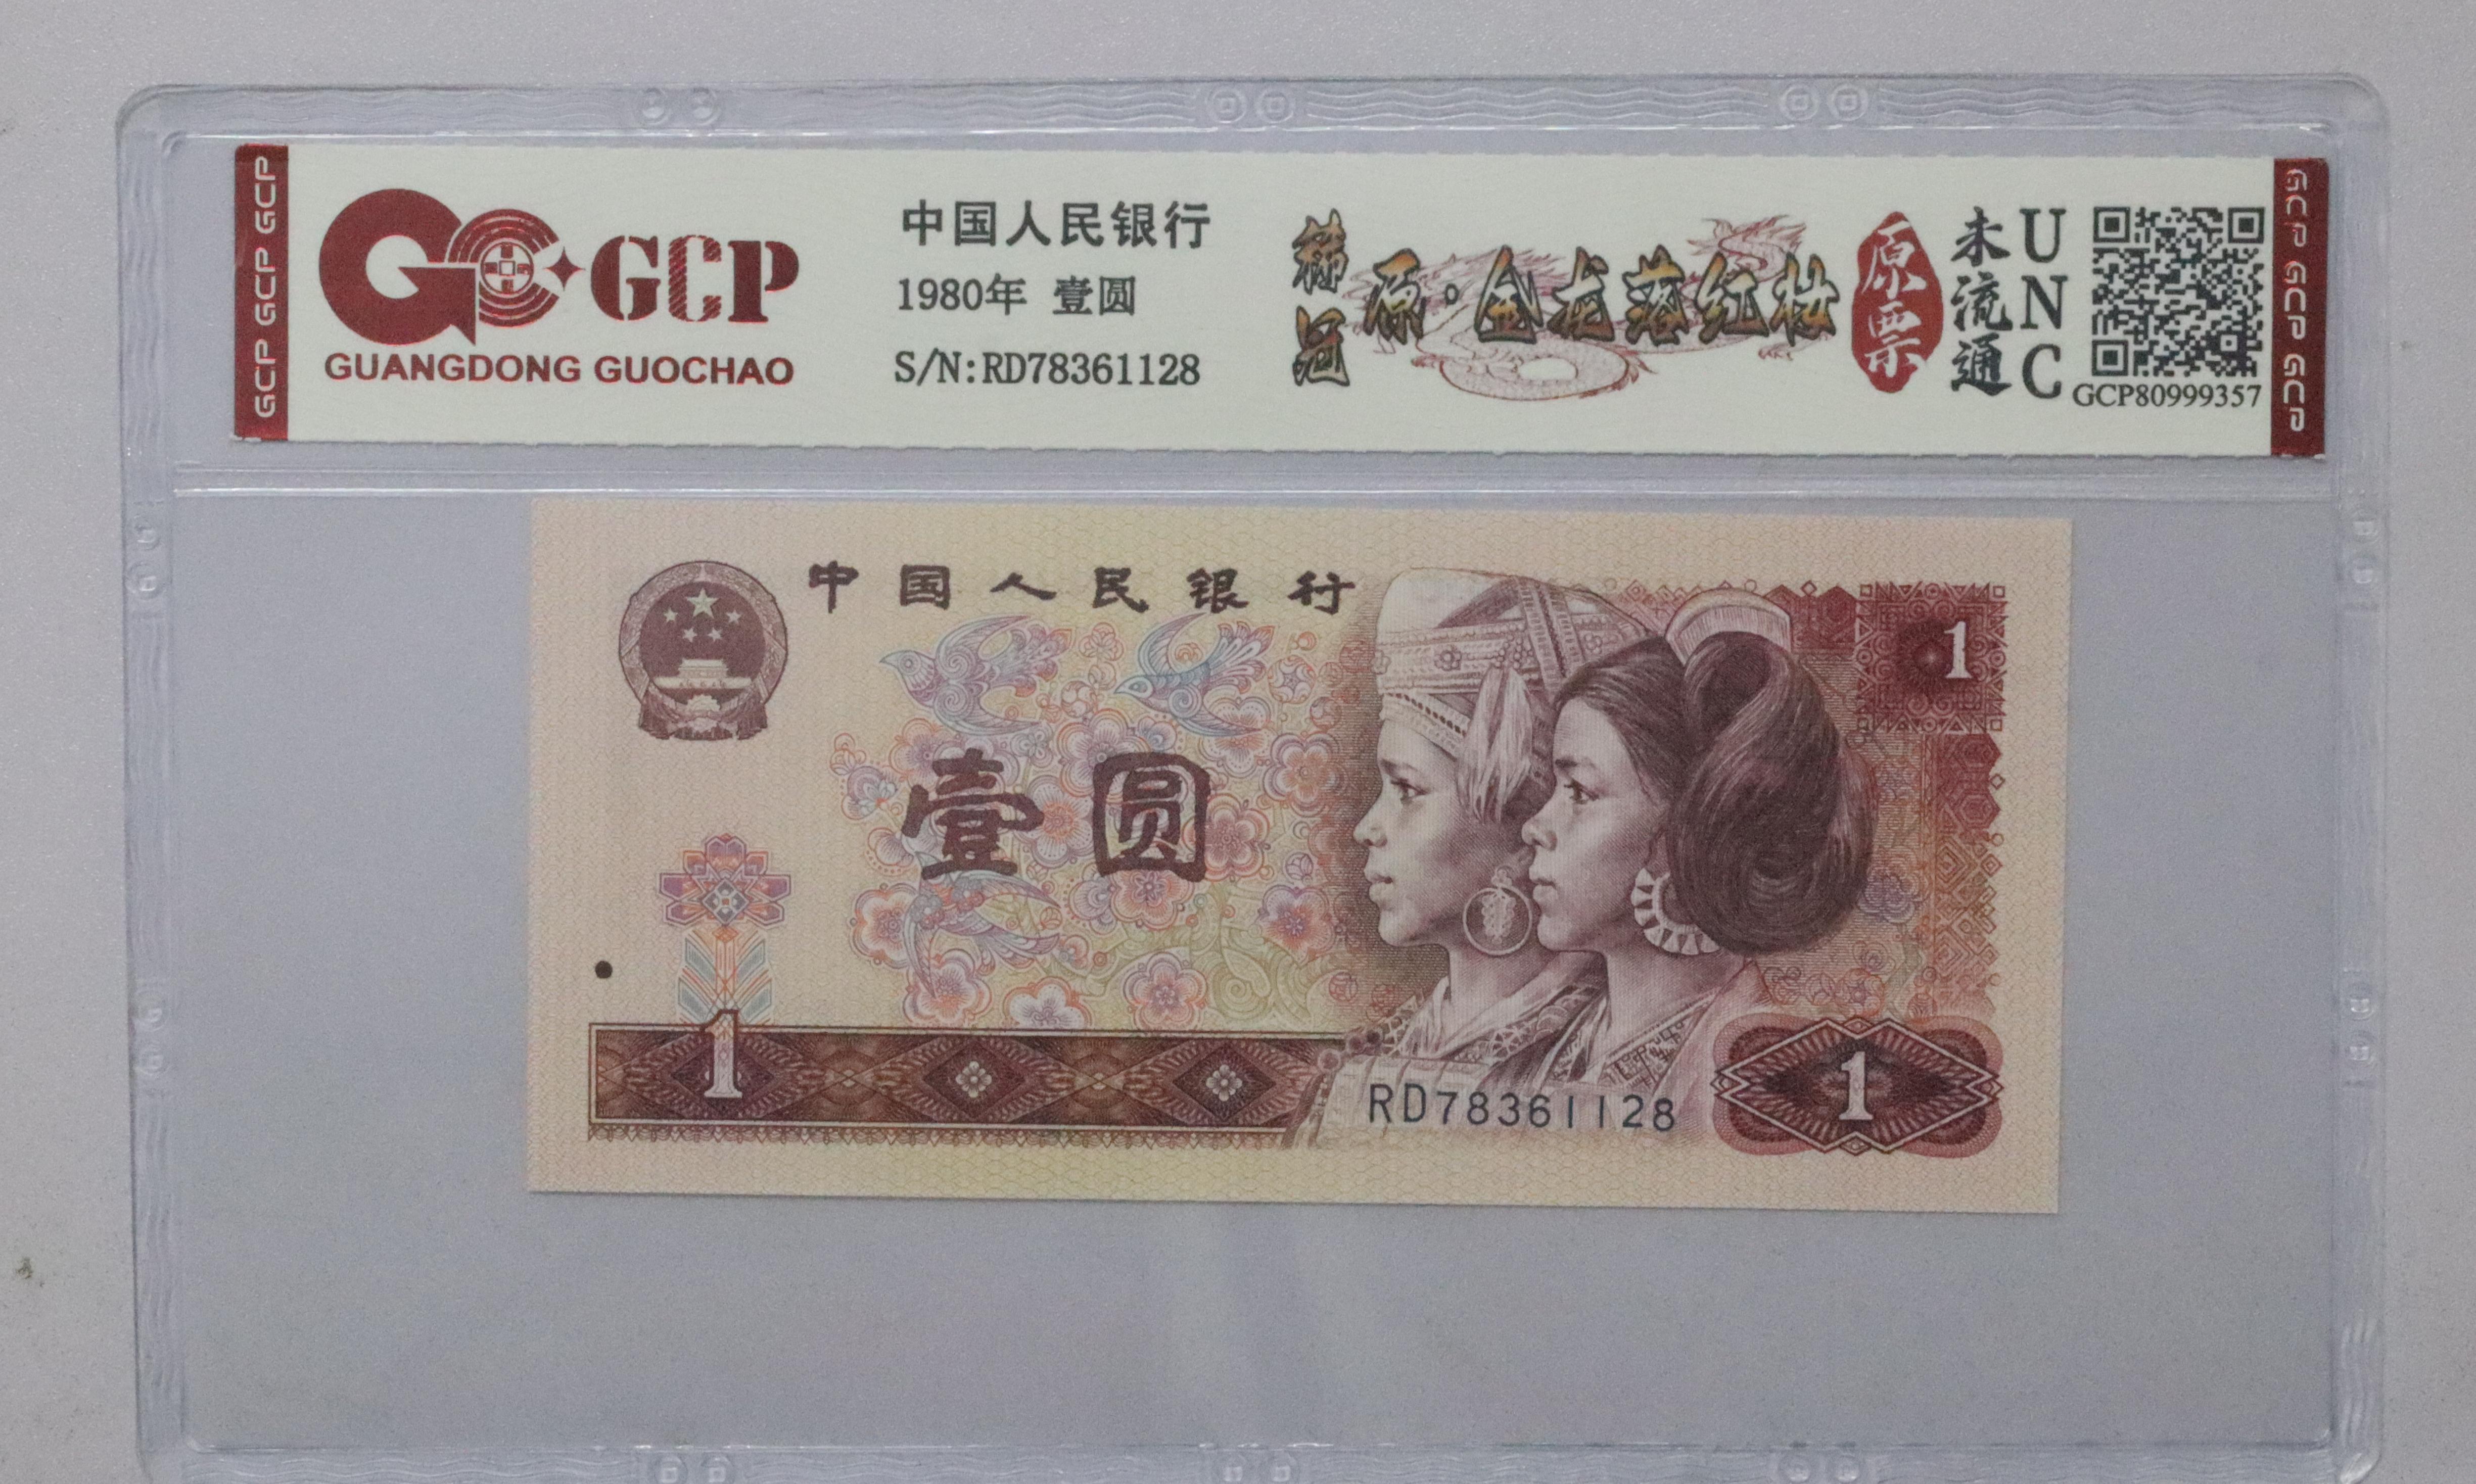 GCP GCP GCP
GCP
GUANGDONG GUOCHAO
中国人民银行
1980年 壹圆
S/N:RD78361128
原·金龙落红妆
原票
未流通
UNC
GCP80999357
GCP GCP GCP
中国人民银行
1
壹圆
1
RD78361128
1